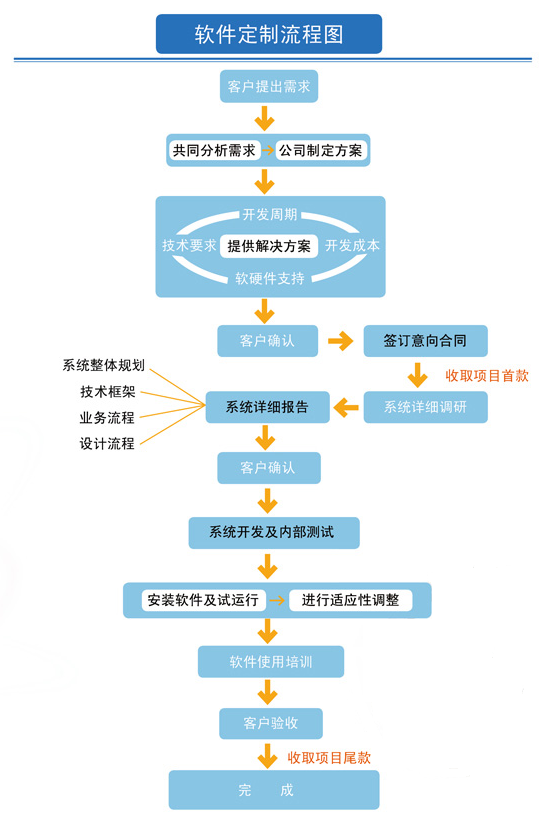 软件定制流程图
客户提出需求
共同分析需求
公司制定方案
开发周期
技术要求
提供解决方案
开发成本
软硬件支持
客户确认
签订意向合同
收取项目首款
系统整体规划
技术框架
业务流程
设计流程
系统详细报告
系统详细调研
客户确认
系统开发及内部测试
安装软件及试运行
进行适应性调整
软件使用培训
客户验收
收取项目尾款
完 成